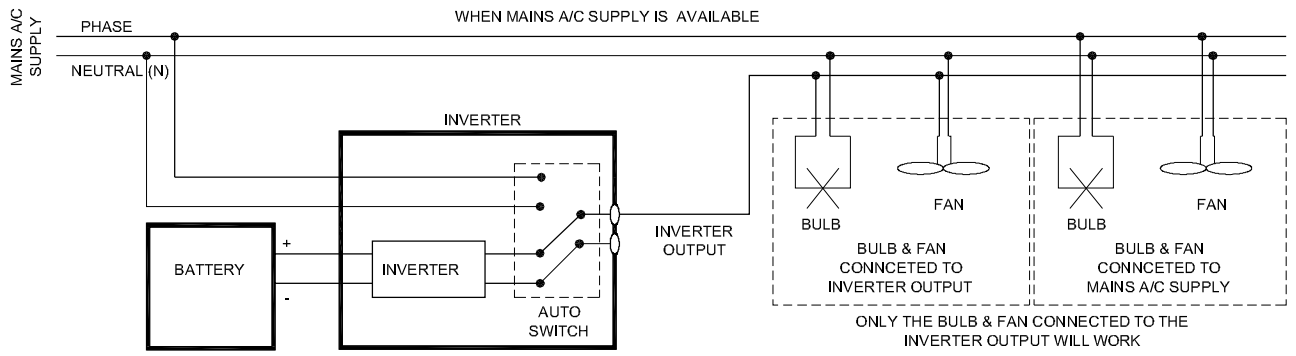 WHEN MAINS A/C SUPPLY IS AVAILABLE
MAINS A/C
SUPPLY
PHASE
NEUTRAL (N)
INVERTER
BATTERY
+
-
INVERTER
AUTO
SWITCH
INVERTER
OUTPUT
BULB
FAN
BULB & FAN
CONNCETED TO
INVERTER OUTPUT
BULB
FAN
BULB & FAN
CONNCETED TO
MAINS A/C SUPPLY
ONLY THE BULB & FAN CONNECTED TO THE
INVERTER OUTPUT WILL WORK